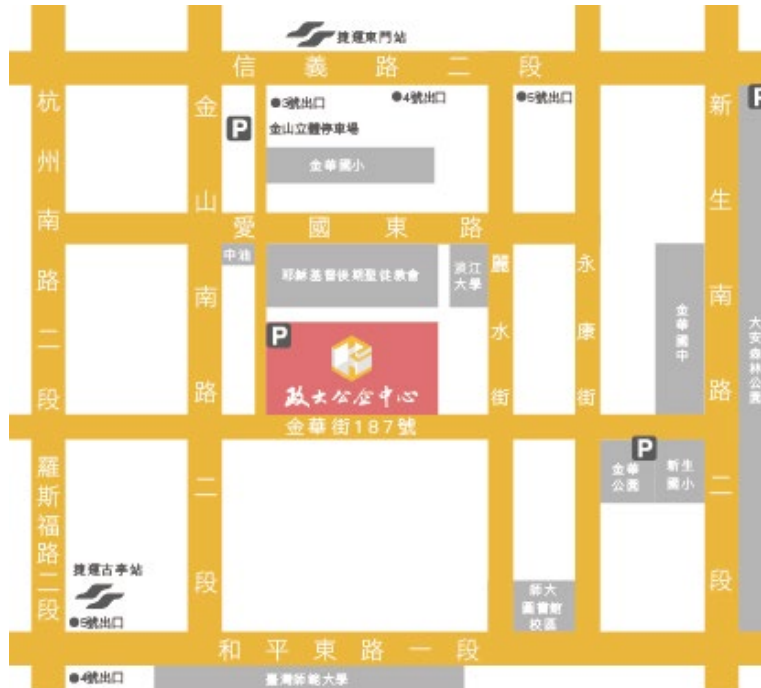 捷運東門站
信義路二段
●3號出口
●4號出口
●5號出口
P
P
金山立體停車場
金華國小
杭州南路二段
金山南路二段
新生南路二段
愛國東路
中油
耶穌基督後期聖徒教會
淡江
大學
麗水街
永康街
金華國中
大安森林公園
P
政大公企中心
金華街187號
P
金華
公園
新生
國小
羅斯福路二段
捷運古亭站
●5號出口
師大
圖書館
校區
和平東路一段
●4號出口
臺灣師範大學